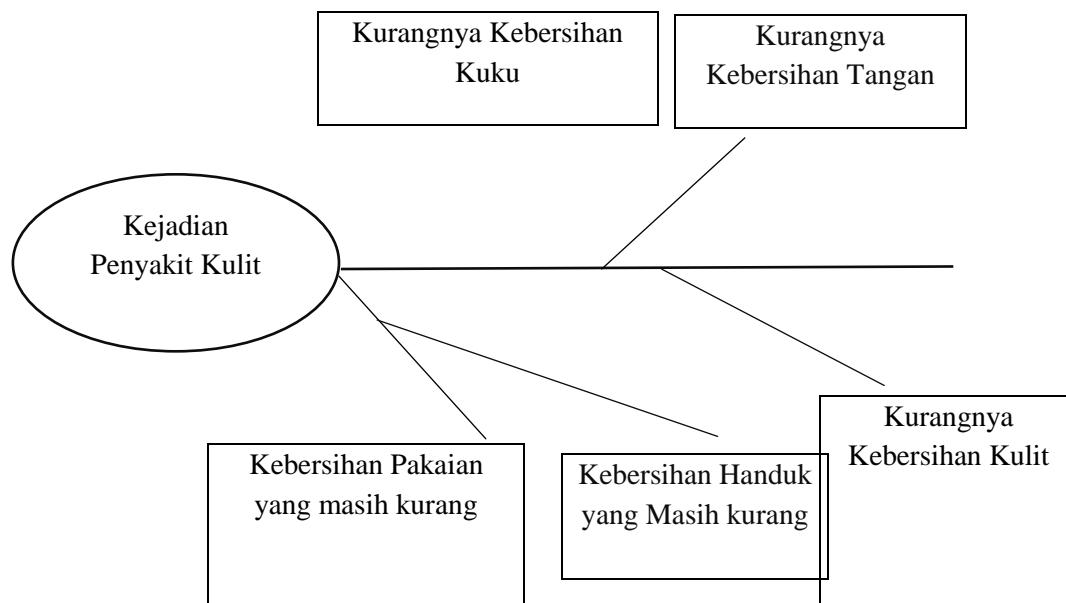 Kurangnya Kebersihan
Kuku
Kurangnya
Kebersihan Tangan
Kejadian
Penyakit Kulit
Kebersihan Pakaian
yang masih kurang
Kebersihan Handuk
yang Masih kurang
Kurangnya
Kebersihan Kulit